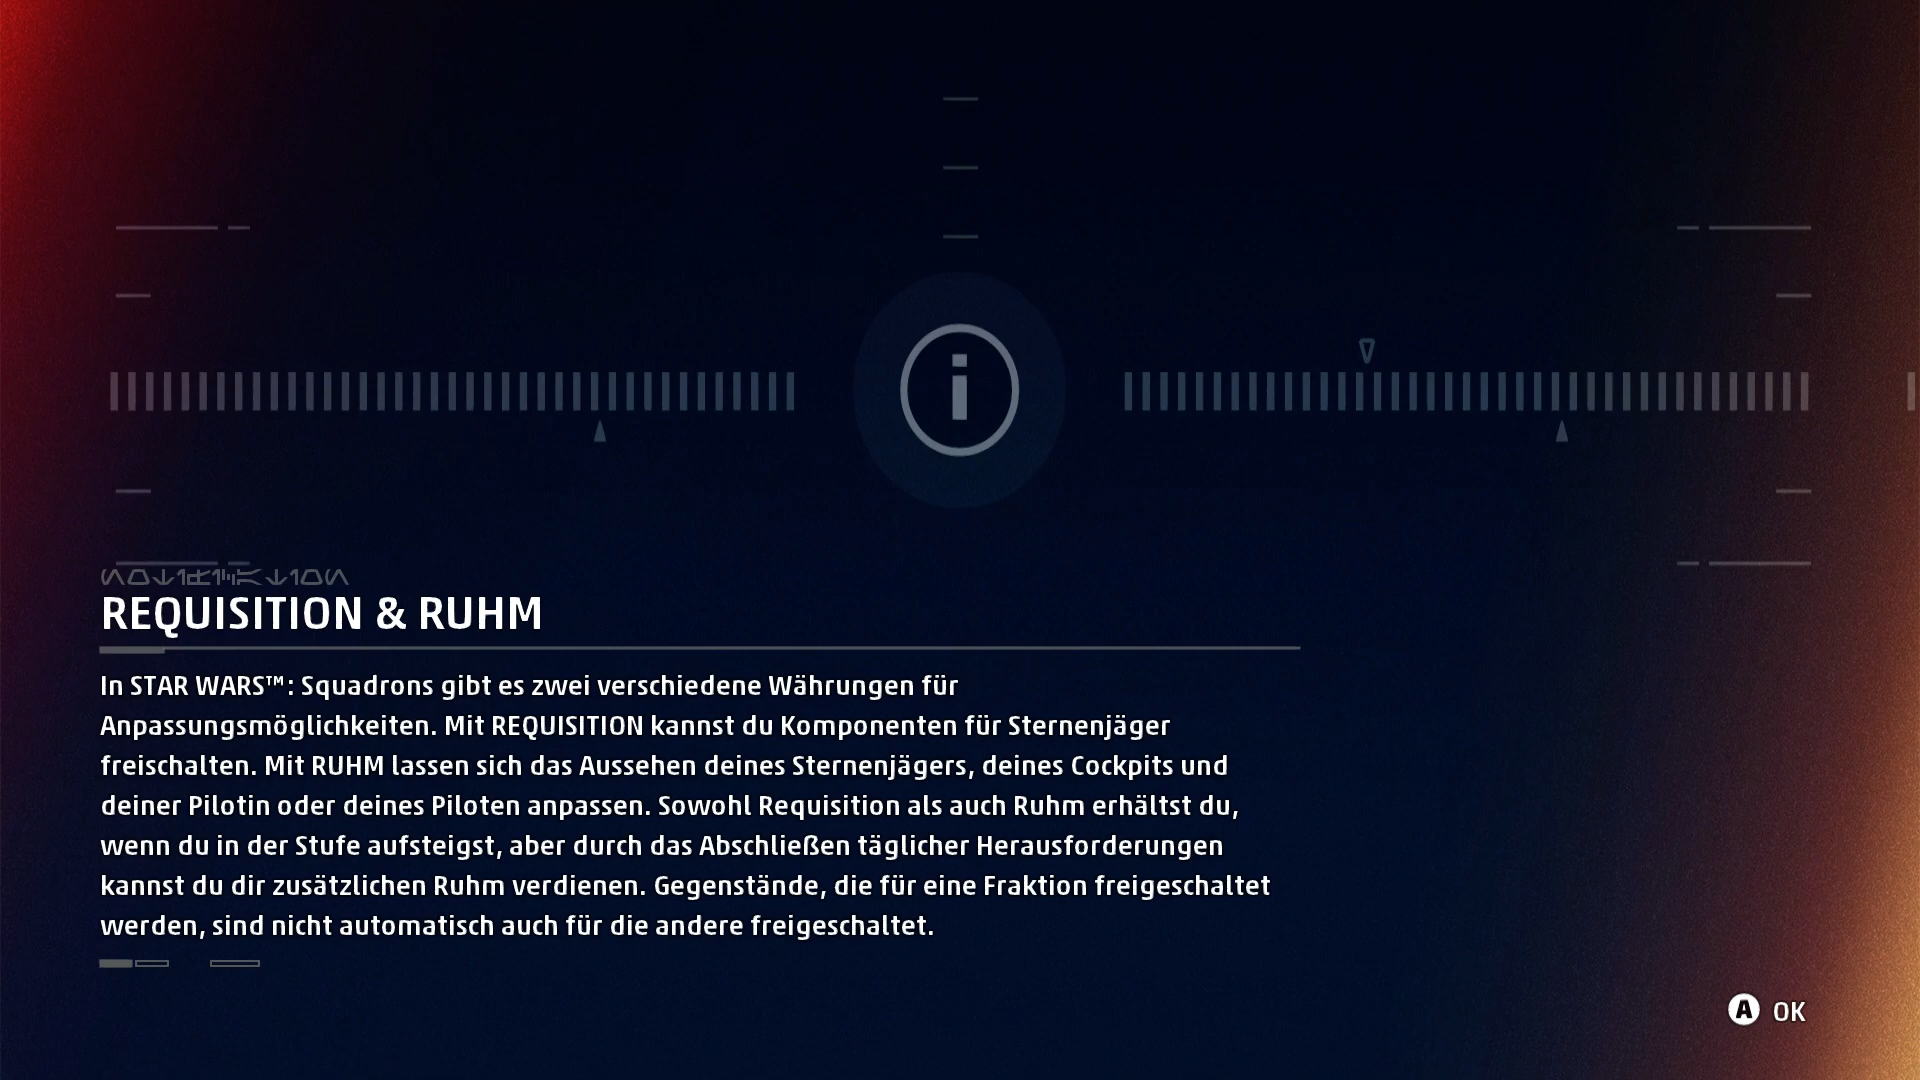 REQUISITION & RUHM
In STAR WARS™: Squadrons gibt es zwei verschiedene Währungen für
Anpassungsmöglichkeiten. Mit REQUISITION kannst du Komponenten für Sternenjäger
freischalten. Mit RUHM lassen sich das Aussehen deines Sternenjägers, deines Cockpits und
deiner Pilotin oder deines Piloten anpassen. Sowohl Requisition als auch Ruhm erhältst du,
wenn du in der Stufe aufsteigst, aber durch das Abschließen täglicher Herausforderungen
kannst du dir zusätzlichen Ruhm verdienen. Gegenstände, die für eine Fraktion freigeschaltet
werden, sind nicht automatisch auch für die andere freigeschaltet.
A OK